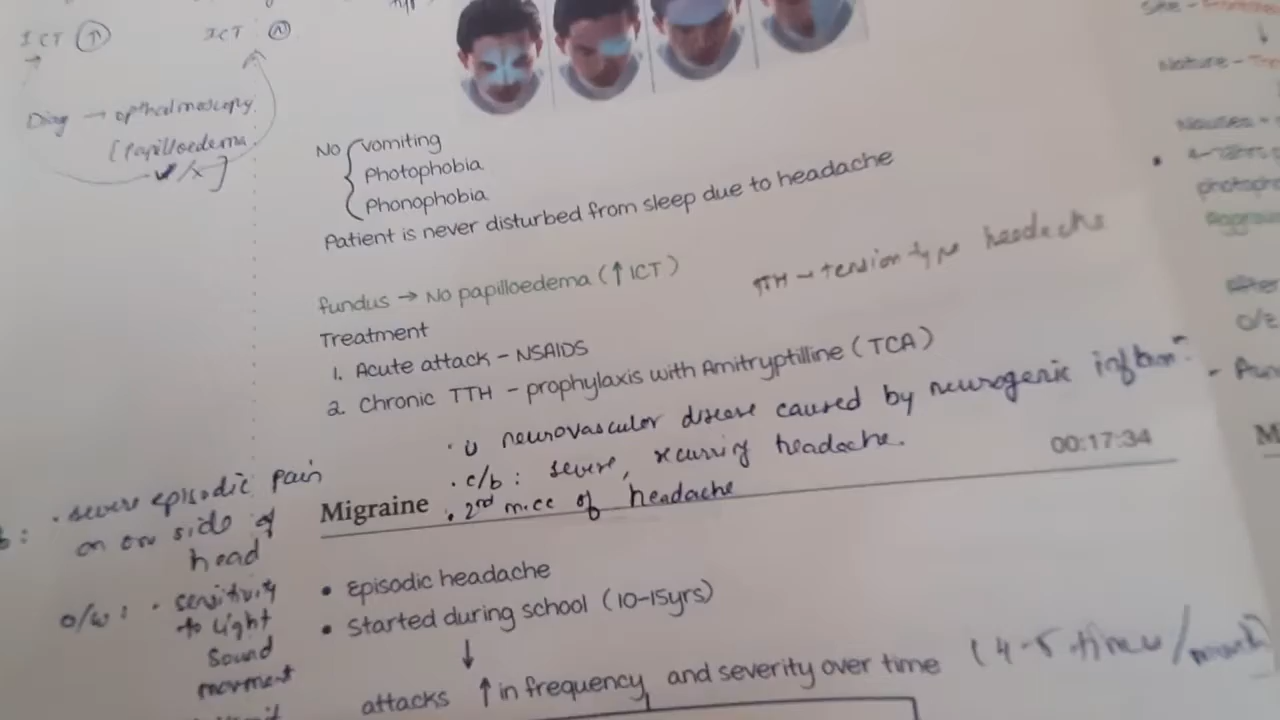 ICT ↑
ICT N
Diag → opthalmoscopy
[Papilloedema
✓/x]
No { vomiting
Photophobia
Phonophobia
Patient is never disturbed from sleep due to headache
fundus → No papilloedema (↑ICT)
TTH - tension type headache
Treatment
1. Acute attack - NSAIDS
2. Chronic TTH - prophylaxis with Amitryptilline (TCA)
neurovascular disease caused by neurogenic
. c/b: severe, recurring headache.
. 2nd m.c.c of headache
00:17:34
Migraine
. severe episodic pain
on one side of
head
• Episodic headache
• Started during school (10-15yrs)
↓
attacks ↑ in frequency and severity over time (4-5 times/month)
. sensitivity
to light
sound
movement
Nature -
Nausea -
O/E